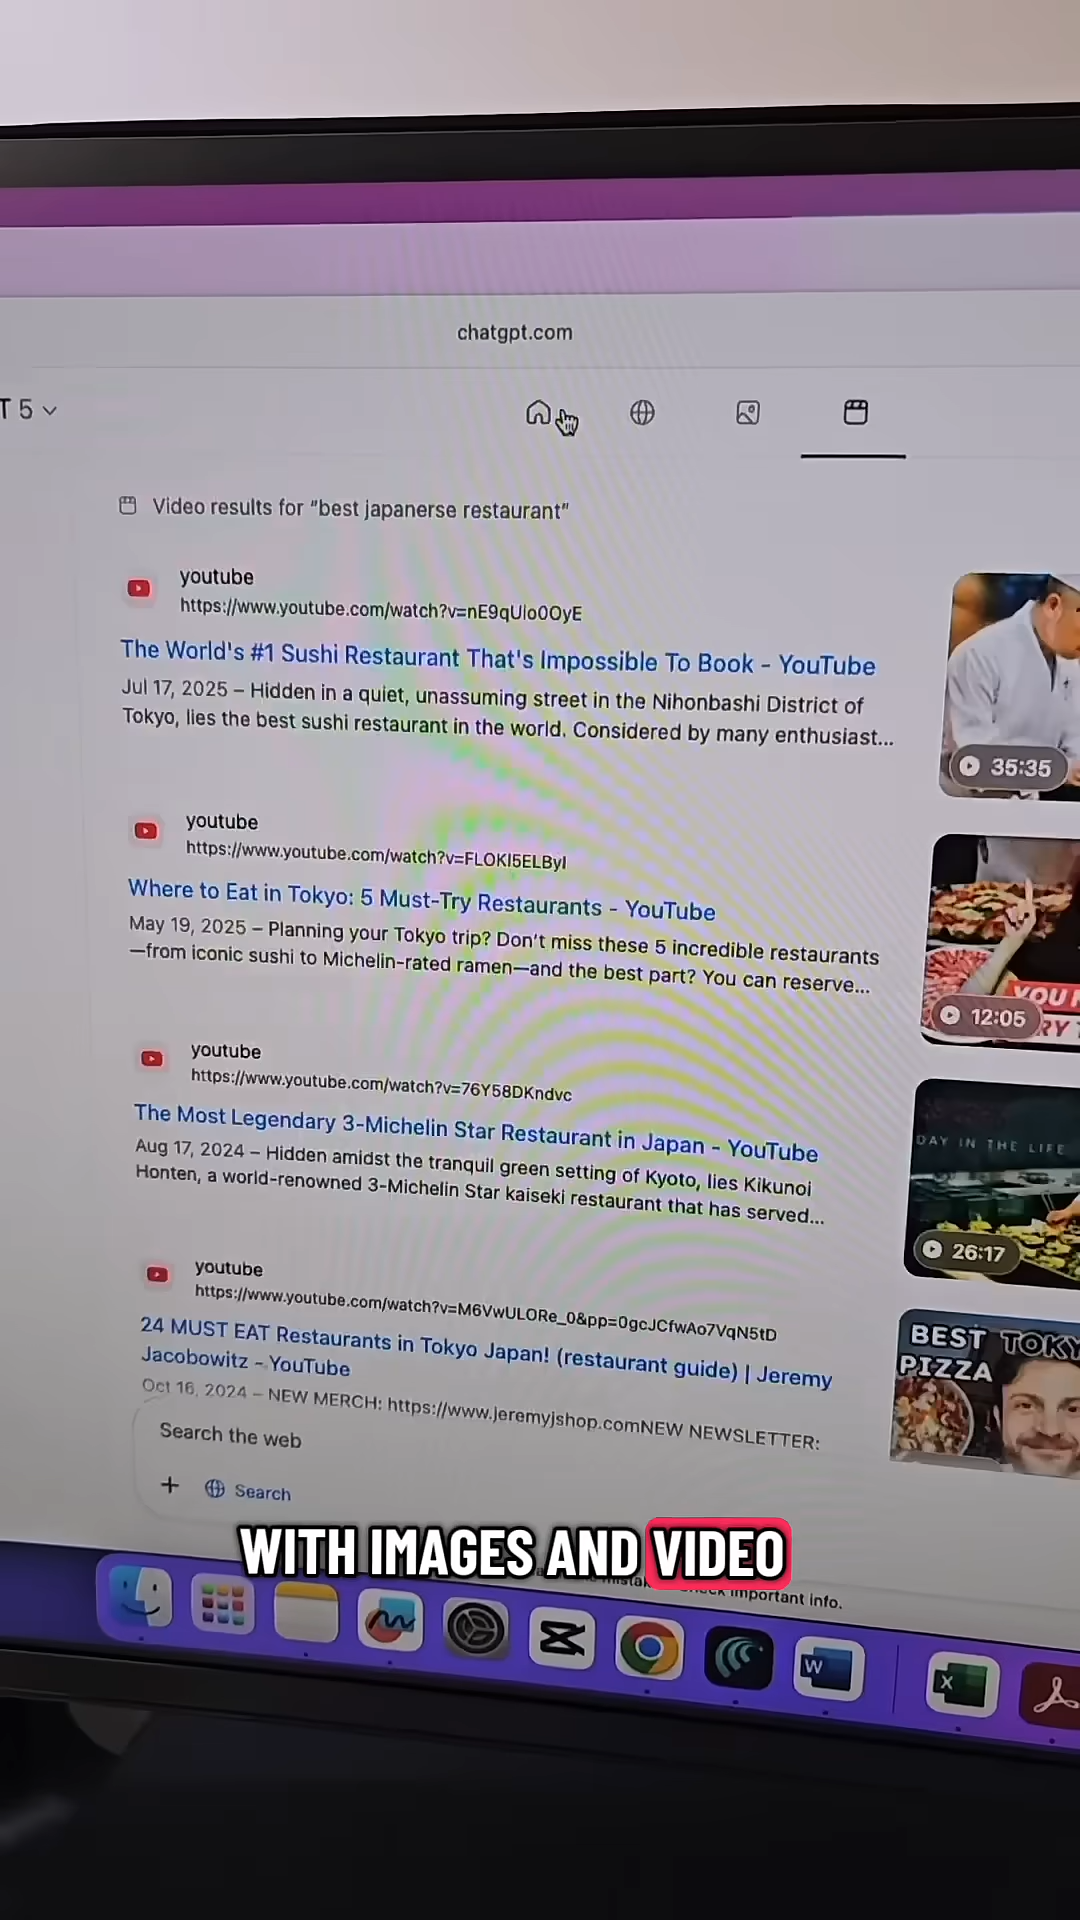 chatgpt.com
T 5
Video results for "best japanerse restaurant"
youtube
https://www.youtube.com/watch?v=nE9qUio0OyE
The World's #1 Sushi Restaurant That's Impossible To Book - YouTube
Jul 17, 2025 – Hidden in a quiet, unassuming street in the Nihonbashi District of
Tokyo, lies the best sushi restaurant in the world. Considered by many enthusiast...
35:35
youtube
https://www.youtube.com/watch?v=FLOKI5ELByI
Where to Eat in Tokyo: 5 Must-Try Restaurants - YouTube
May 19, 2025 – Planning your Tokyo trip? Don't miss these 5 incredible restaurants
—from iconic sushi to Michelin-rated ramen—and the best part? You can reserve...
YOU
12:05
youtube
https://www.youtube.com/watch?v=76Y58DKndvc
The Most Legendary 3-Michelin Star Restaurant in Japan - YouTube
Aug 17, 2024 – Hidden amidst the tranquil green setting of Kyoto, lies Kikunoi
Honten, a world-renowned 3-Michelin Star kaiseki restaurant that has served...
DAY IN THE LIFE
26:17
youtube
https://www.youtube.com/watch?v=M6VwULORe_0&pp=0gcJCfwAo7VqN5tD
24 MUST EAT Restaurants in Tokyo Japan! (restaurant guide) | Jeremy
Jacobowitz - YouTube
Oct 16, 2024 – NEW MERCH: https://www.jeremyjshop.comNEW NEWSLETTER:
BEST TOKY
PIZZA
Search the web
Search
WITH IMAGES AND VIDEO
important info.
W
X